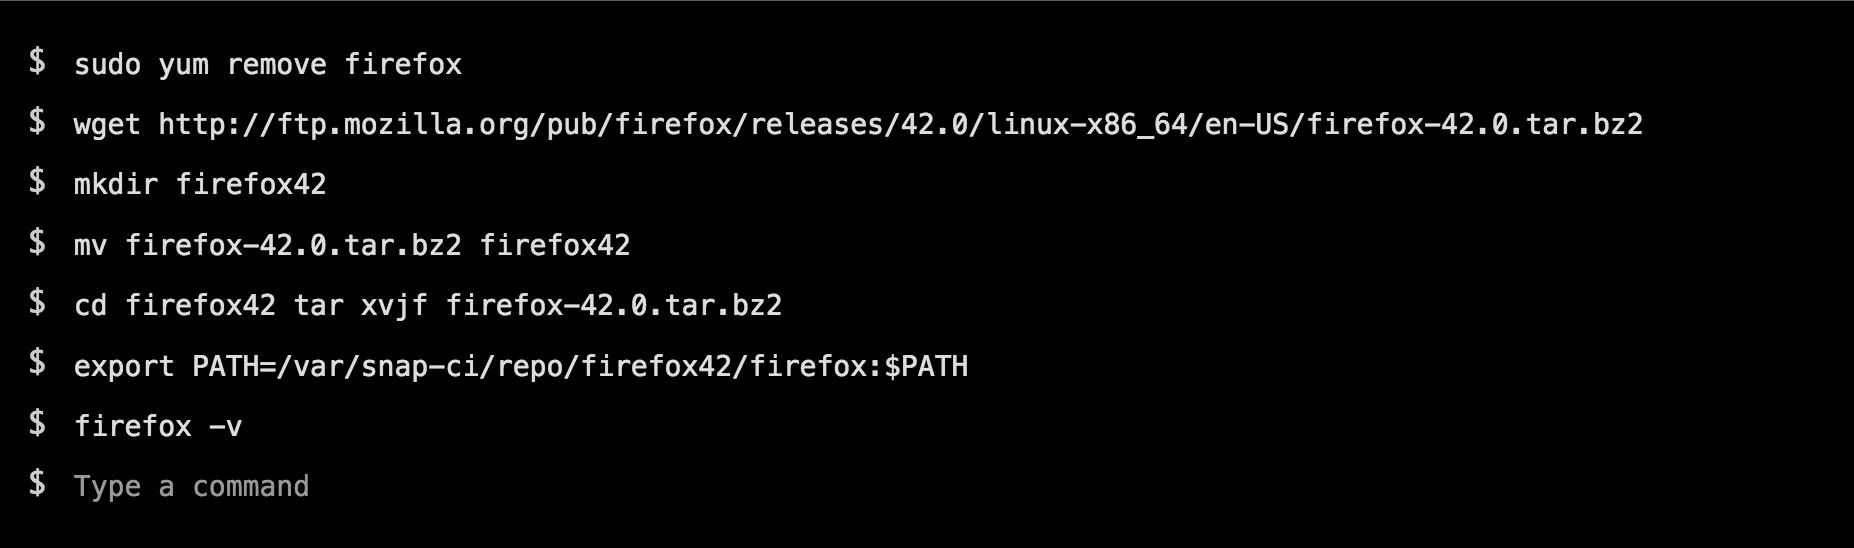 $ sudo yum remove firefox
$ wget http://ftp.mozilla.org/pub/firefox/releases/42.0/linux-x86_64/en-US/firefox-42.0.tar.bz2
$ mkdir firefox42
$ mv firefox-42.0.tar.bz2 firefox42
$ cd firefox42 tar xvjf firefox-42.0.tar.bz2
$ export PATH=/var/snap-ci/repo/firefox42/firefox:$PATH
$ firefox -v
$ Type a command